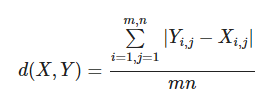 d(X, Y) = \frac{\sum_{i=1,j=1}^{m,n} |Y_{i,j} - X_{i,j}|}{mn}